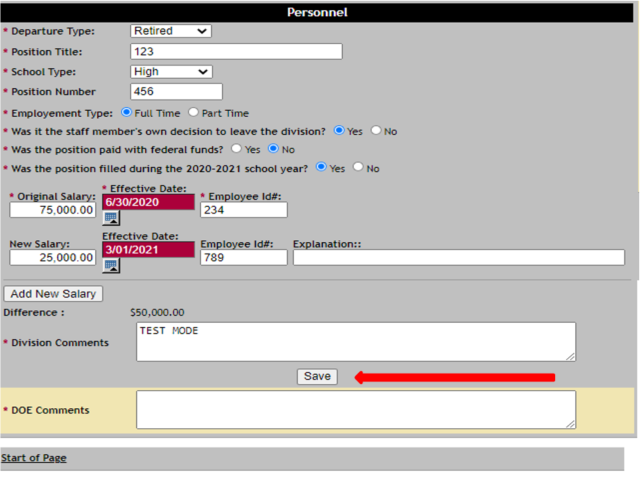 Personnel
* Departure Type: Retired
* Position Title: 123
* School Type: High
* Position Number 456
* Employement Type: Full Time Part Time
* Was it the staff member's own decision to leave the division? Yes No
* Was the position paid with federal funds? Yes No
* Was the position filled during the 2020-2021 school year? Yes No
* Original Salary: * Effective Date: * Employee Id#:
75,000.00 6/30/2020 234
New Salary: Effective Date: Employee Id#: Explanation::
25,000.00 3/01/2021 789
Add New Salary
Difference : $50,000.00
* Division Comments TEST MODE
Save
* DOE Comments
Start of Page